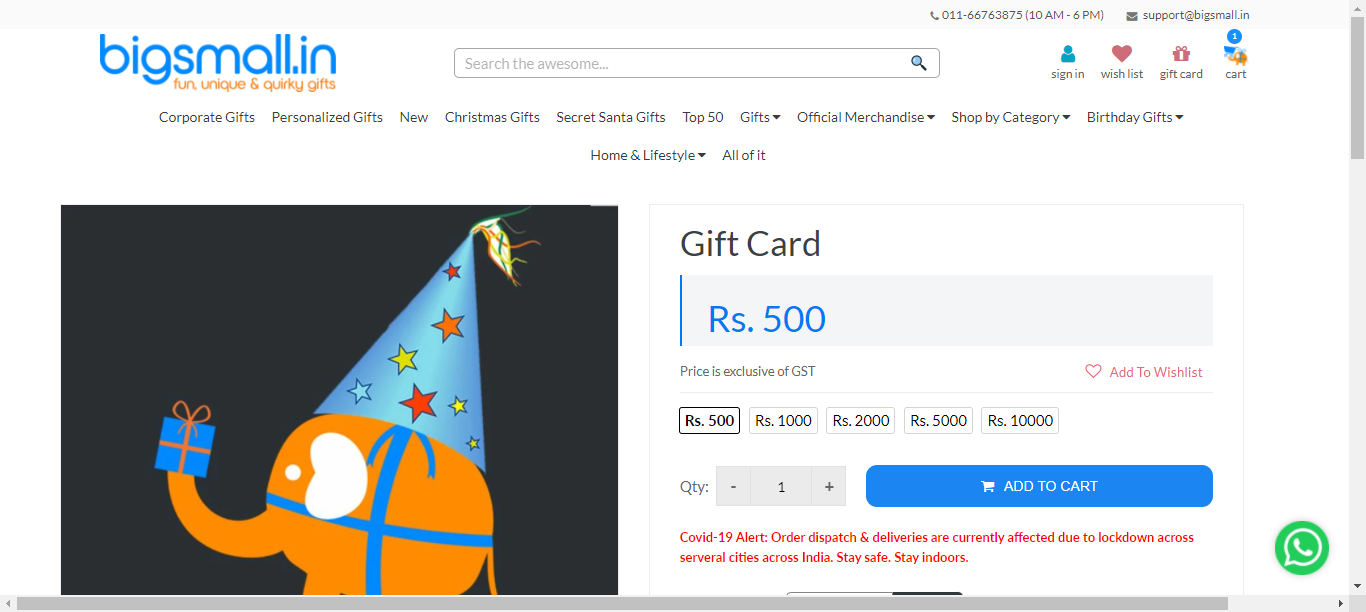 011-66763875 (10 AM - 6 PM) support@bigsmall.in
bigsmall.in
fun, unique & quirky gifts
Search the awesome...
1
sign in wish list gift card cart
Corporate Gifts Personalized Gifts New Christmas Gifts Secret Santa Gifts Top 50 Gifts Official Merchandise Shop by Category Birthday Gifts
Home & Lifestyle All of it
Gift Card
Rs. 500
Price is exclusive of GST Add To Wishlist
Rs. 500 Rs. 1000 Rs. 2000 Rs. 5000 Rs. 10000
Qty: - 1 + ADD TO CART
Covid-19 Alert: Order dispatch & deliveries are currently affected due to lockdown across
serveral cities across India. Stay safe. Stay indoors.